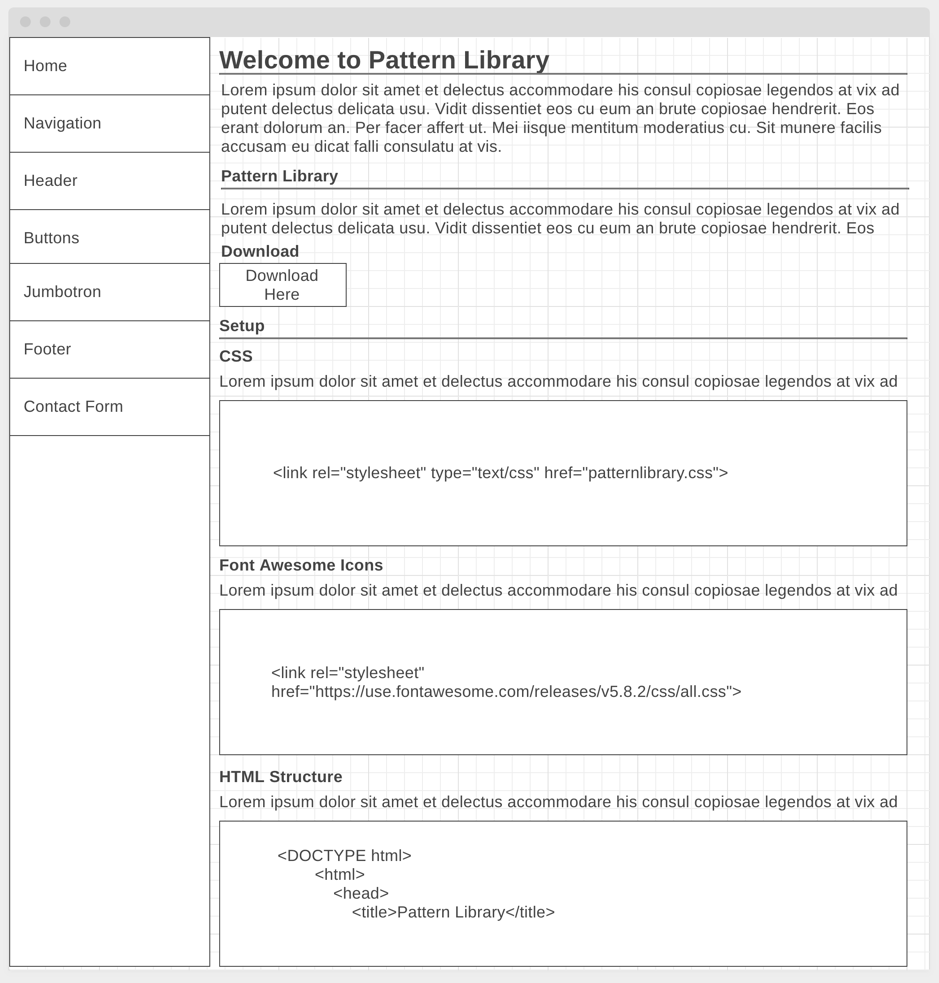 Home
Navigation
Header
Buttons
Jumbotron
Footer
Contact Form
Welcome to Pattern Library
Lorem ipsum dolor sit amet et delectus accommodare his consul copiosae legendos at vix ad
putent delectus delicata usu. Vidit dissentiet eos cu eum an brute copiosae hendrerit. Eos
erant dolorum an. Per facer affert ut. Mei iisque mentitum moderatius cu. Sit munere facilis
accusam eu dicat falli consulatu at vis.
Pattern Library
Lorem ipsum dolor sit amet et delectus accommodare his consul copiosae legendos at vix ad
putent delectus delicata usu. Vidit dissentiet eos cu eum an brute copiosae hendrerit. Eos
Download
Download
Here
Setup
CSS
Lorem ipsum dolor sit amet et delectus accommodare his consul copiosae legendos at vix ad
<link rel="stylesheet" type="text/css" href="patternlibrary.css">
Font Awesome Icons
Lorem ipsum dolor sit amet et delectus accommodare his consul copiosae legendos at vix ad
<link rel="stylesheet"
href="https://use.fontawesome.com/releases/v5.8.2/css/all.css">
HTML Structure
Lorem ipsum dolor sit amet et delectus accommodare his consul copiosae legendos at vix ad
<DOCTYPE html>
<html>
<head>
<title>Pattern Library</title>